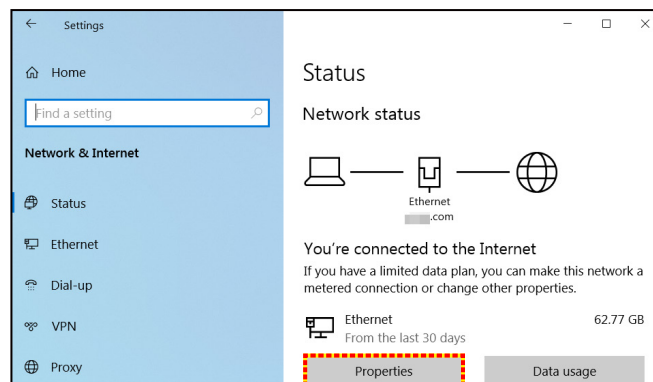 Settings
Home
Find a setting
Network & Internet
Status
Ethernet
Dial-up
VPN
Proxy
Status
Network status
Ethernet
.com
You're connected to the Internet
If you have a limited data plan, you can make this network a
metered connection or change other properties.
Ethernet 62.77 GB
From the last 30 days
Properties Data usage